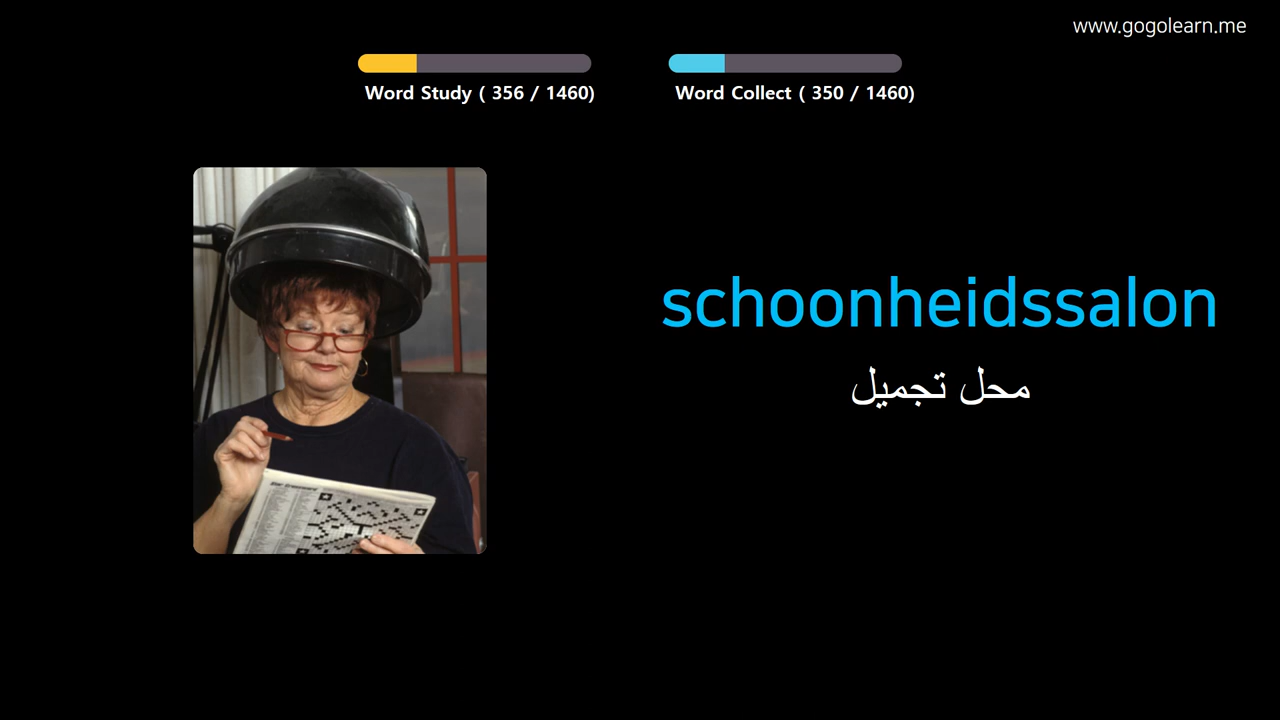 www.gogolearn.me
Word Study ( 356 / 1460)
Word Collect ( 350 / 1460)
schoonheidssalon
محل تجميل